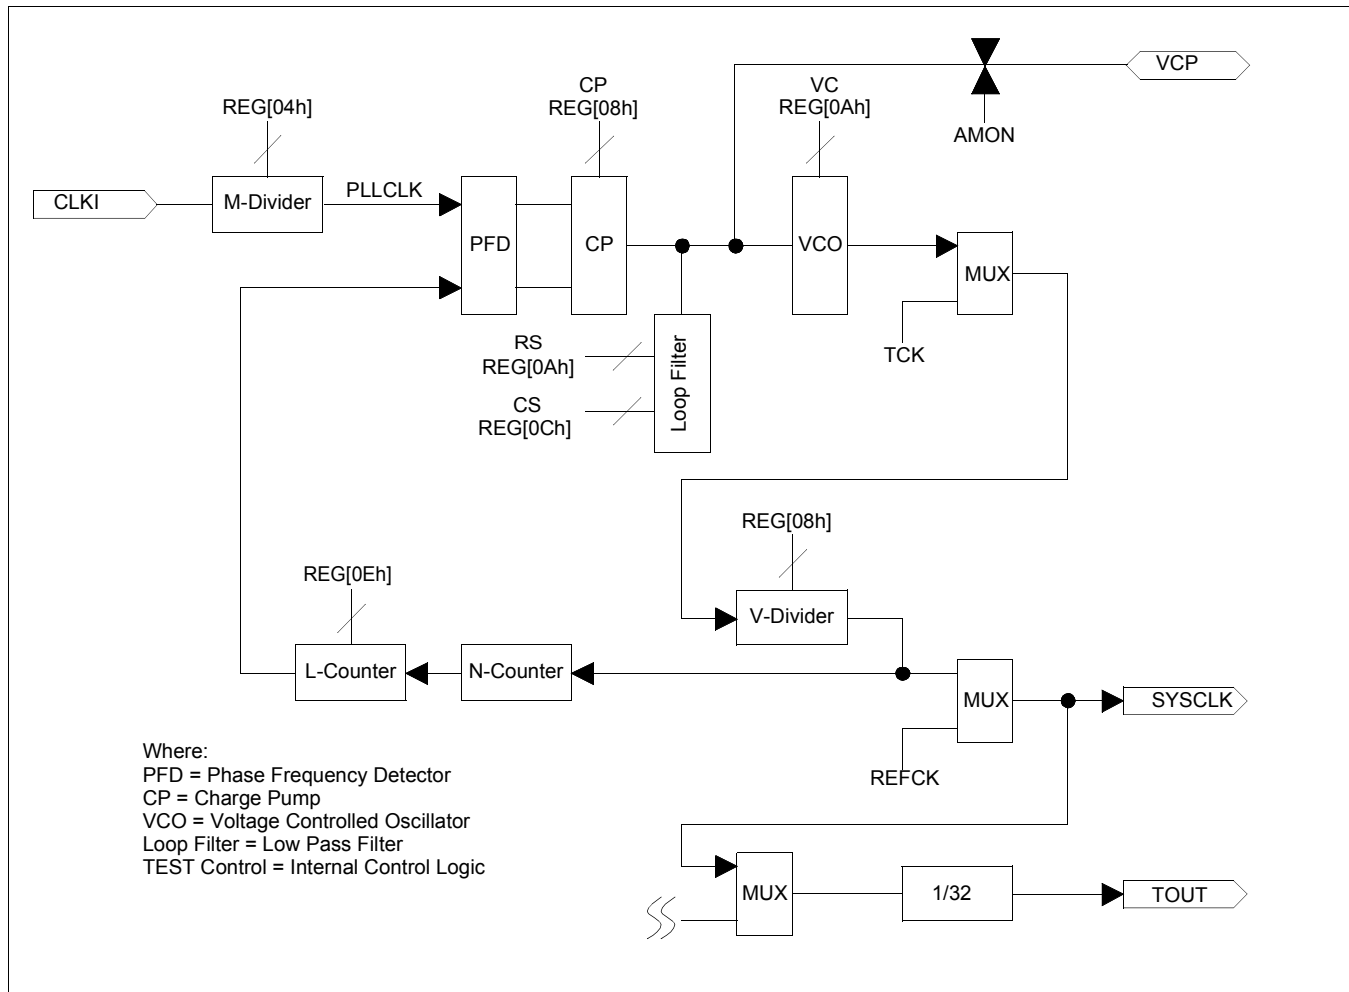 CP
VC
VCP
REG[04h]
REG[08h]
REG[0Ah]
AMON
CLKI
M-Divider
PLLCLK
PFD
CP
VCO
MUX
TCK
RS
REG[0Ah]
CS
REG[0Ch]
Loop Filter
REG[08h]
V-Divider
REG[0Eh]
L-Counter
N-Counter
MUX
SYSCLK
REFCK
Where:
PFD = Phase Frequency Detector
CP = Charge Pump
VCO = Voltage Controlled Oscillator
Loop Filter = Low Pass Filter
TEST Control = Internal Control Logic
MUX
1/32
TOUT